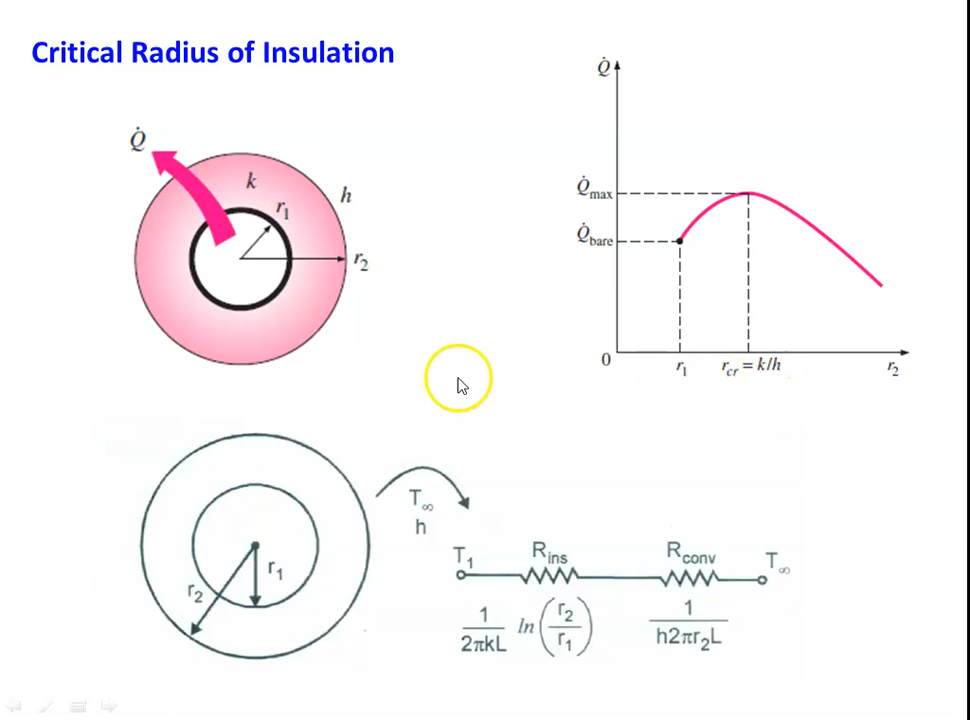 Critical Radius of Insulation
Q̇
k
h
r₁
r₂
Q̇
Q̇max
Q̇bare
0
r₁
rcr = k/h
r₂
r₁
r₂
T∞
h
T₁
Rins
Rconv
T∞
1
2πkL
ln
r₂
r₁
1
h2πr₂L